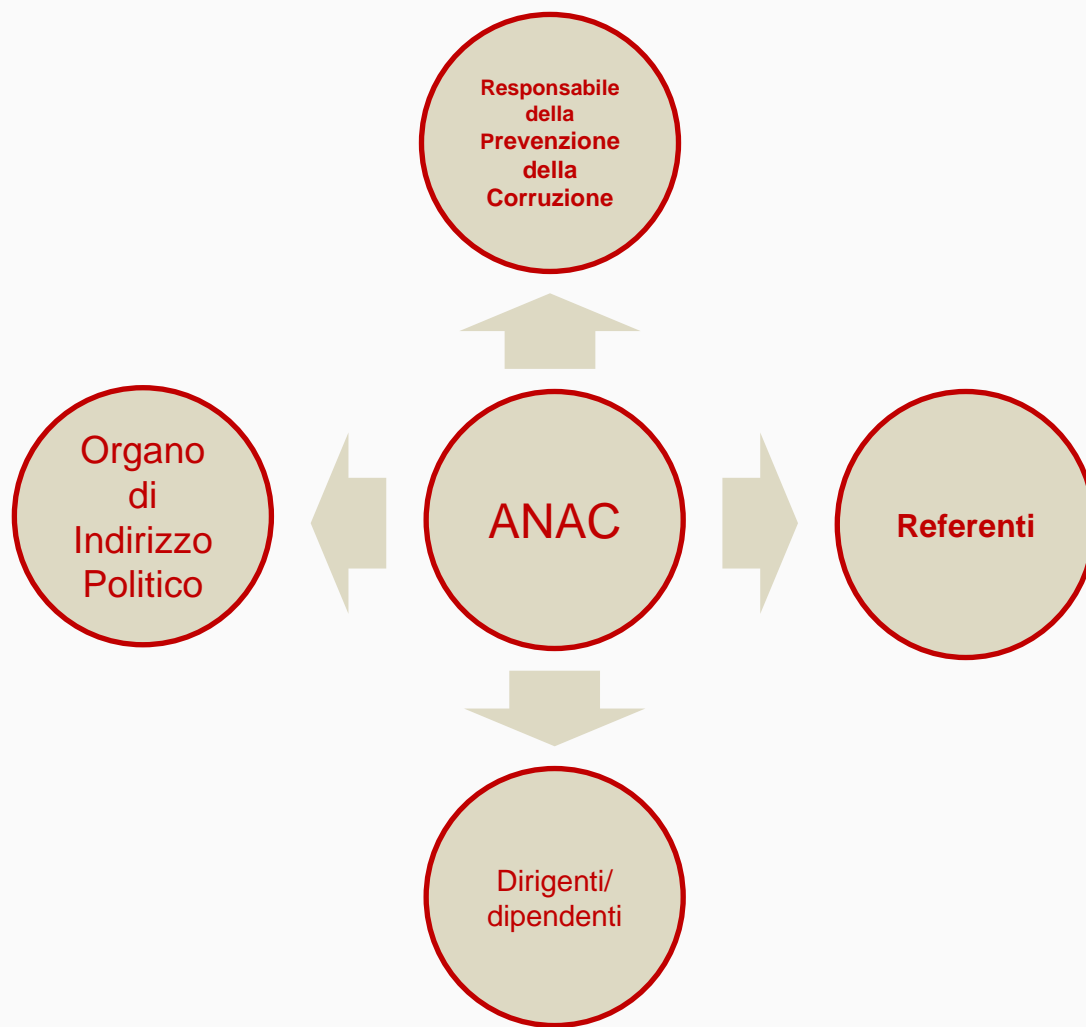 Responsabile
della
Prevenzione
della
Corruzione
Organo
di
Indirizzo
Politico
ANAC
Referenti
Dirigenti/
dipendenti